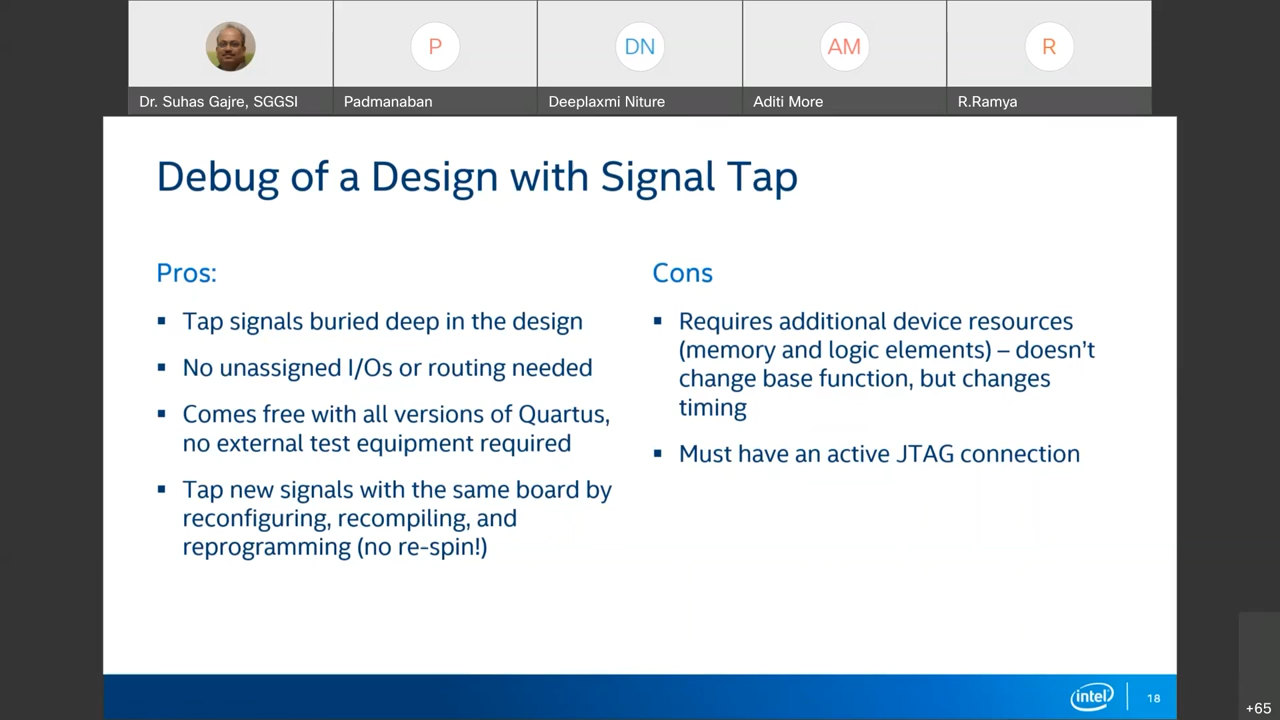 P
DN
AM
R
Dr. Suhas Gajre, SGGSI
Padmanaban
Deeplaxmi Niture
Aditi More
R.Ramya
Debug of a Design with Signal Tap
Pros:
▪ Tap signals buried deep in the design
▪ No unassigned I/Os or routing needed
▪ Comes free with all versions of Quartus,
no external test equipment required
▪ Tap new signals with the same board by
reconfiguring, recompiling, and
reprogramming (no re-spin!)
Cons
▪ Requires additional device resources
(memory and logic elements) – doesn’t
change base function, but changes
timing
▪ Must have an active JTAG connection
intel
18
+65